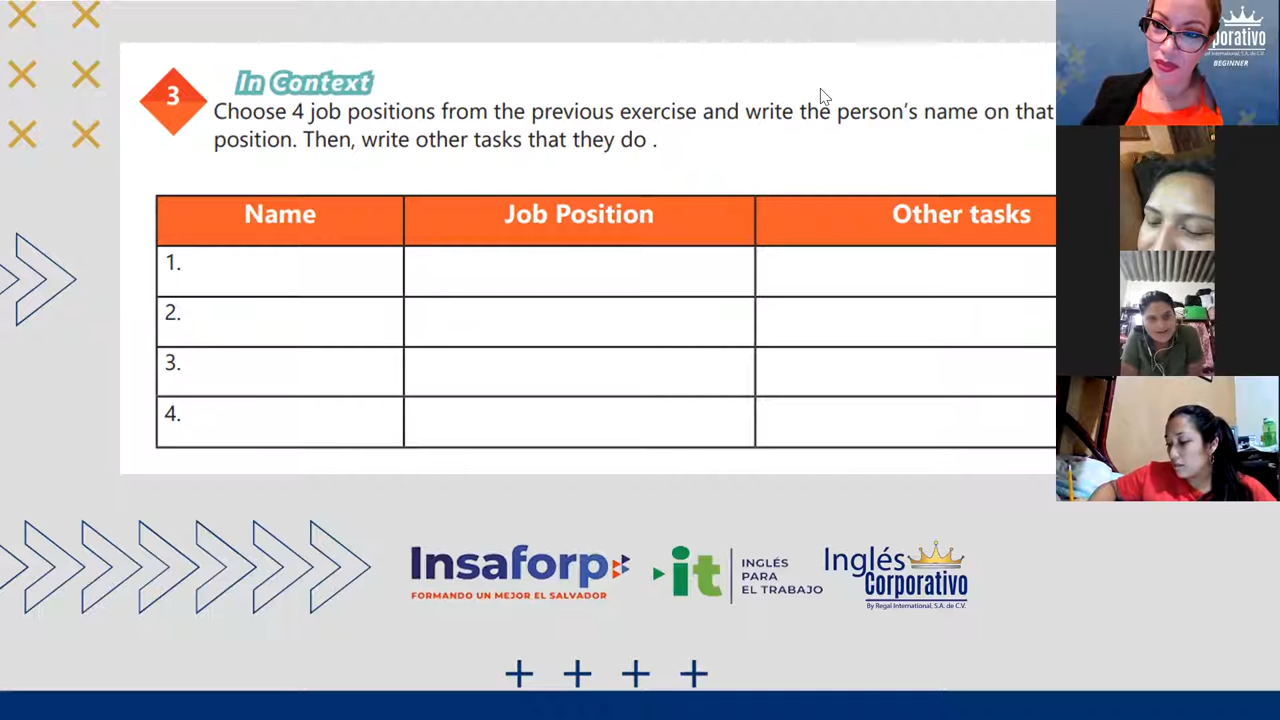 3
In Context
Choose 4 job positions from the previous exercise and write the person's name on that
position. Then, write other tasks that they do .
Name Job Position Other tasks
1.
2.
3.
4.
Insaforp
FORMANDO UN MEJOR EL SALVADOR
it
INGLÉS
PARA
EL TRABAJO
Inglés
Corporativo
By Regal International, S.A. de C.V.
porativo
BEGINNER